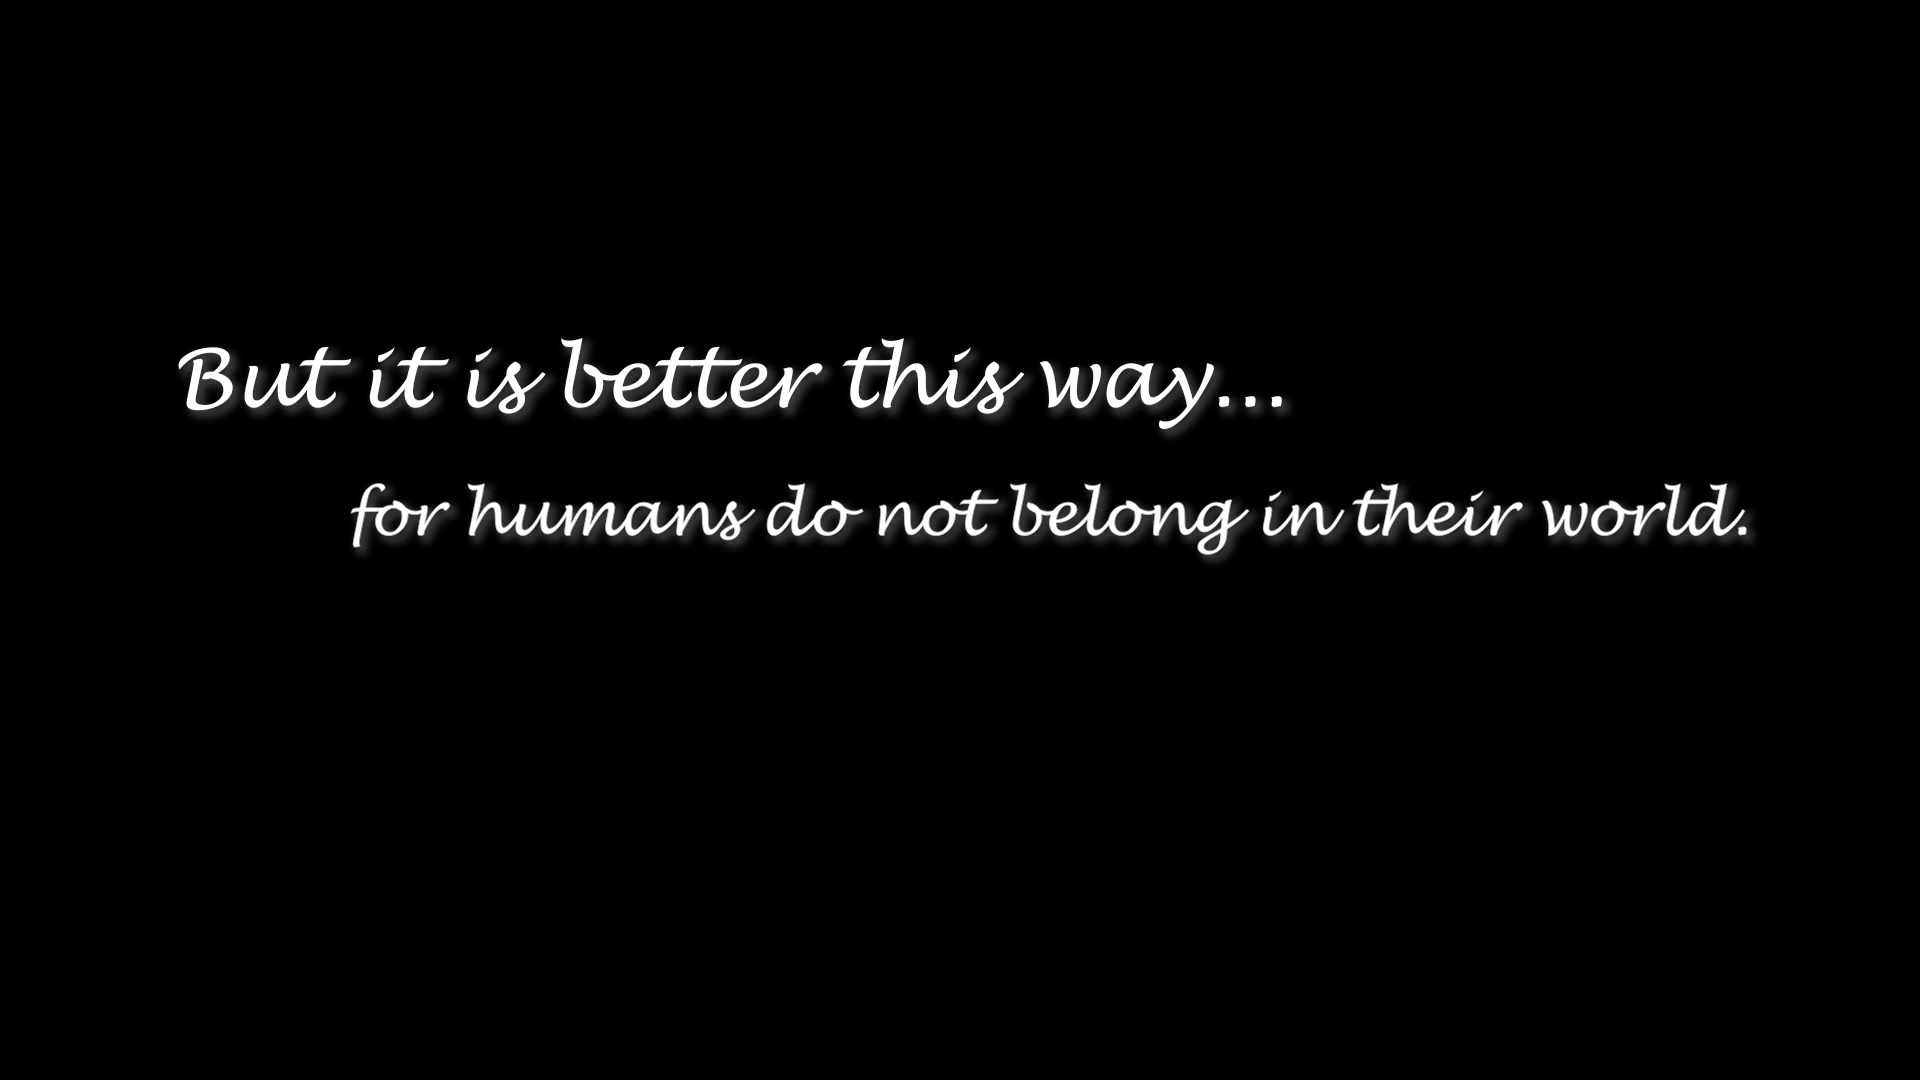 But it is better this way...
for humans do not belong in their world.